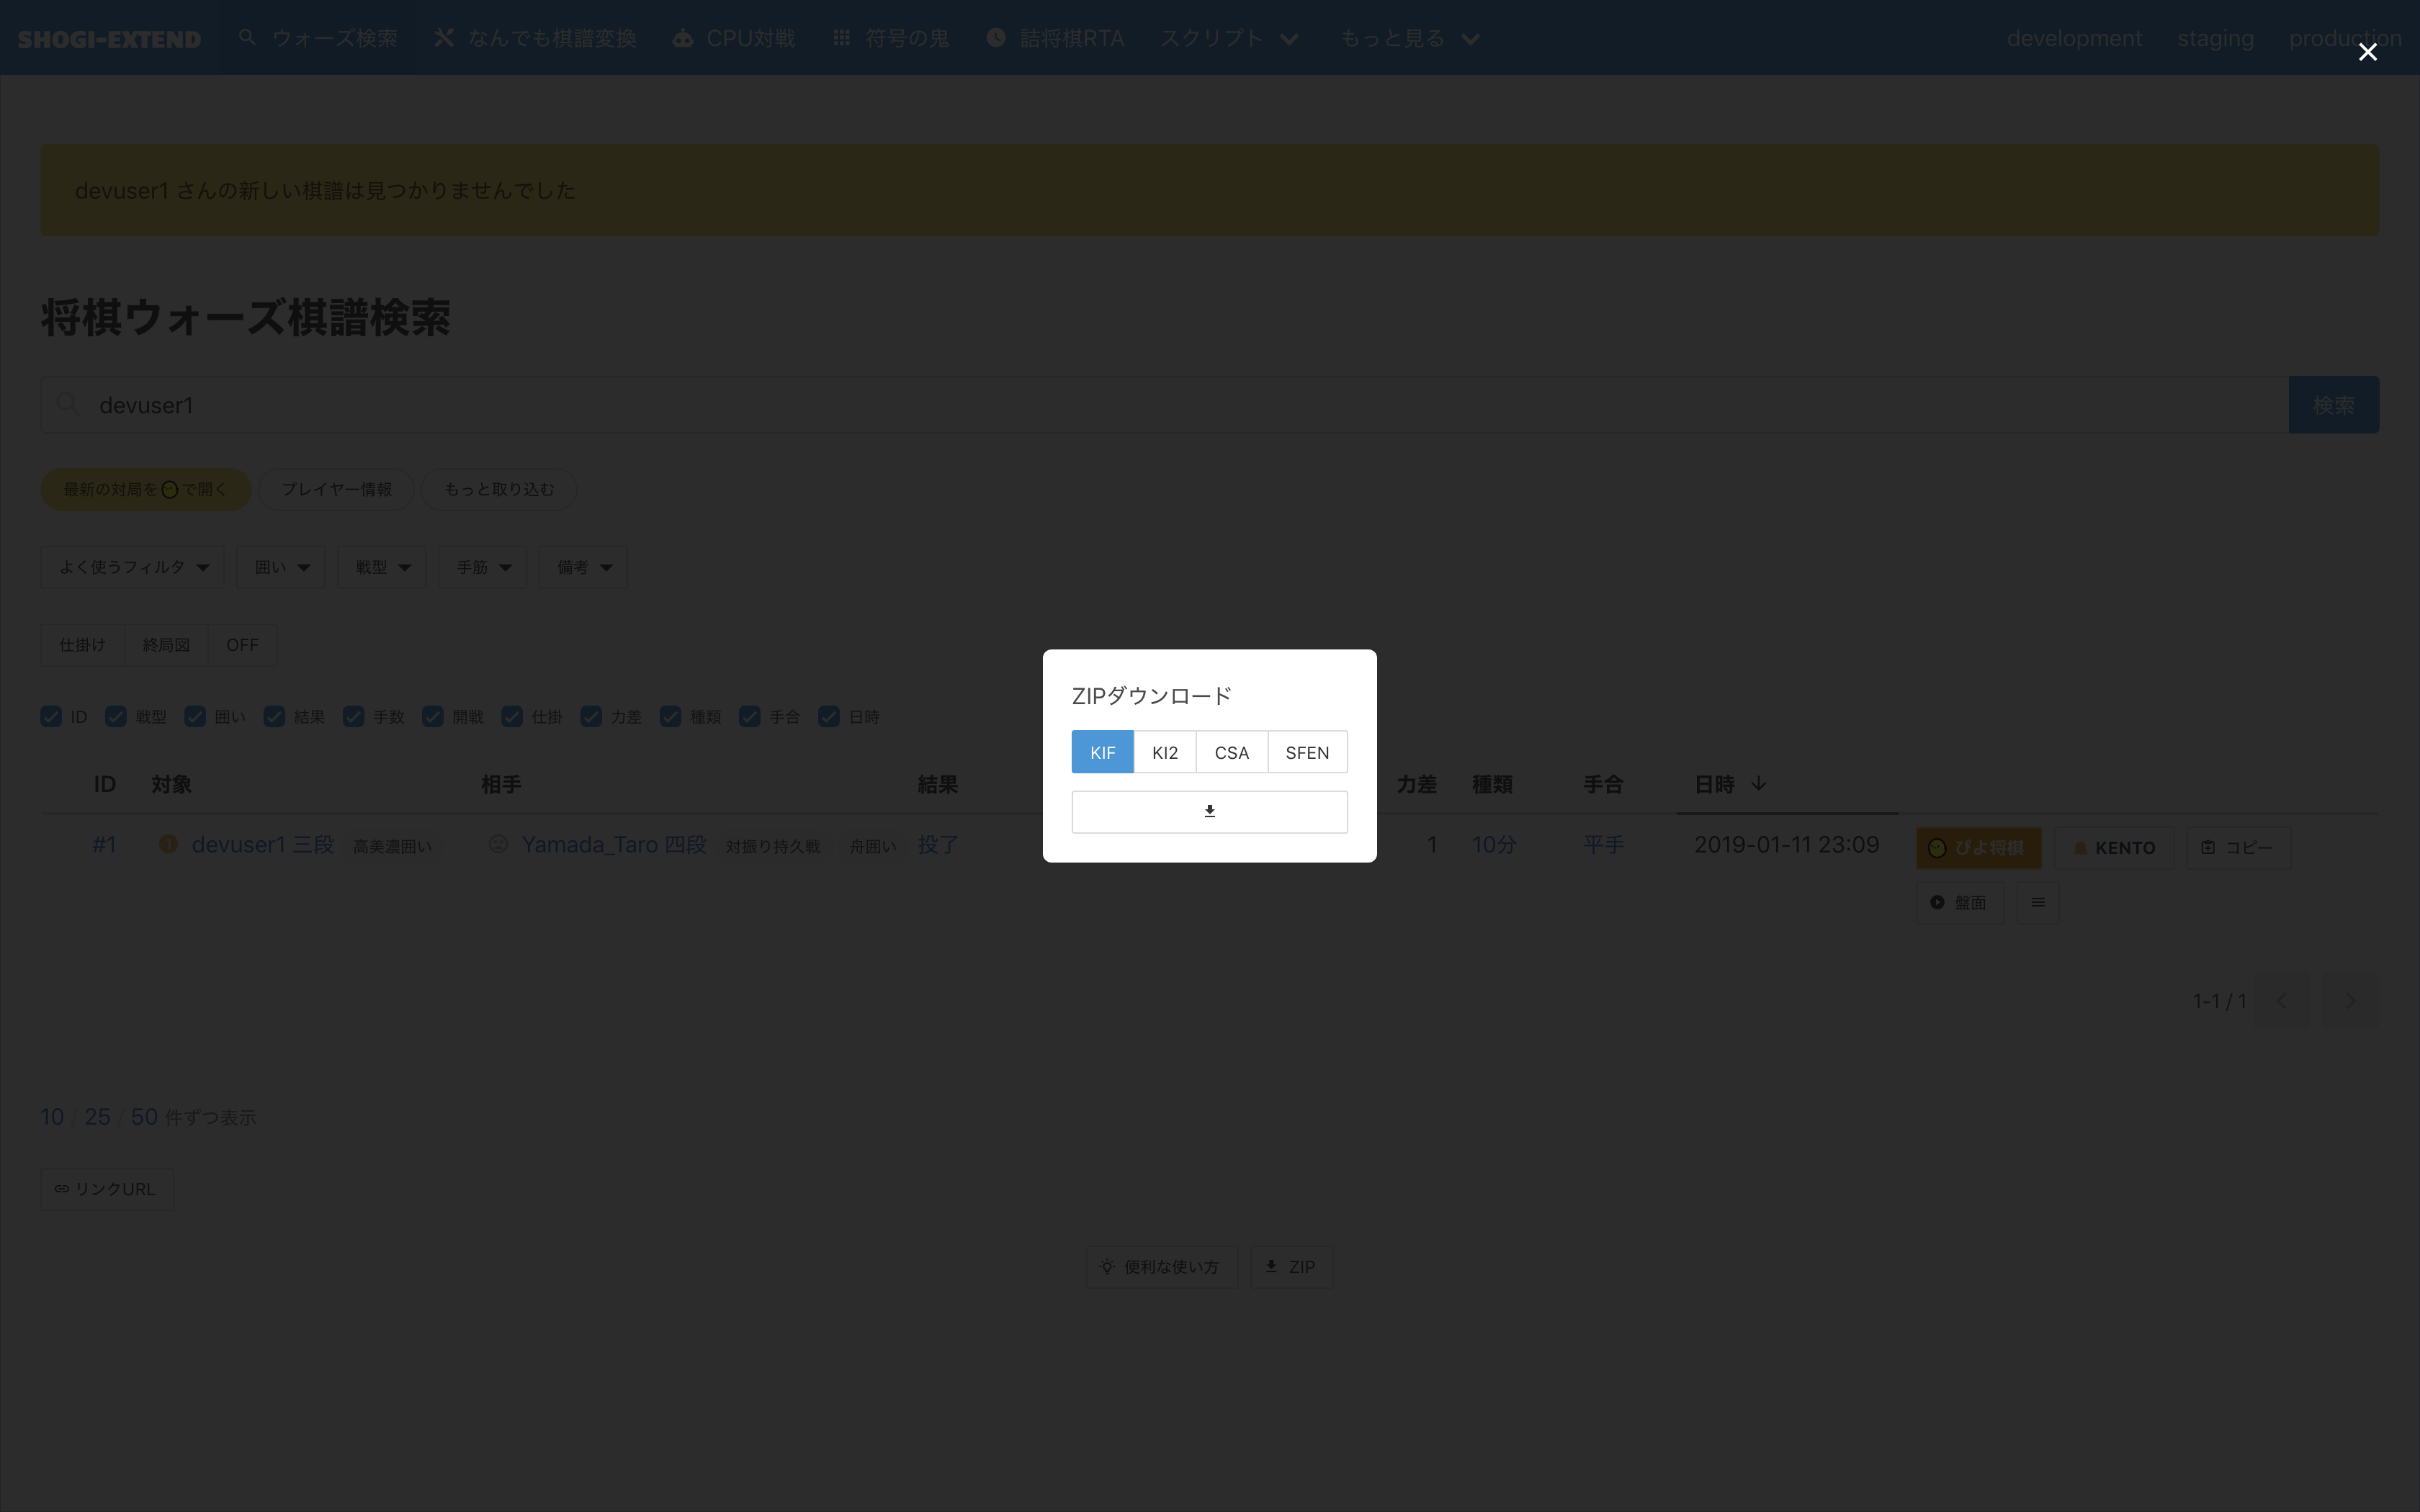 SHOGI-EXTEND ウォーズ検索 なんでも棋譜変換 CPU対戦 符号の鬼 詰将棋RTA スクリプト もっと見る development staging production
devuser1 さんの新しい棋譜は見つかりませんでした
将棋ウォーズ棋譜検索
devuser1 検索
最新の対局を で開く プレイヤー情報 もっと取り込む
よく使うフィルタ 囲い 戦型 手筋 備考
仕掛け 終局図 OFF
ZIPダウンロード
ID 戦型 囲い 結果 手数 開戦 仕掛 力差 種類 手合 日時
KIF KI2 CSA SFEN
ID 対象 相手 結果 力差 種類 手合 日時
#1 devuser1 三段 高美濃囲い Yamada_Taro 四段 対振り持久戦 舟囲い 投了 1 10分 平手 2019-01-11 23:09 ぴよ将棋 KENTO コピー
盤面
1-1 / 1
10 / 25 / 50 件ずつ表示
リンクURL
便利な使い方 ZIP